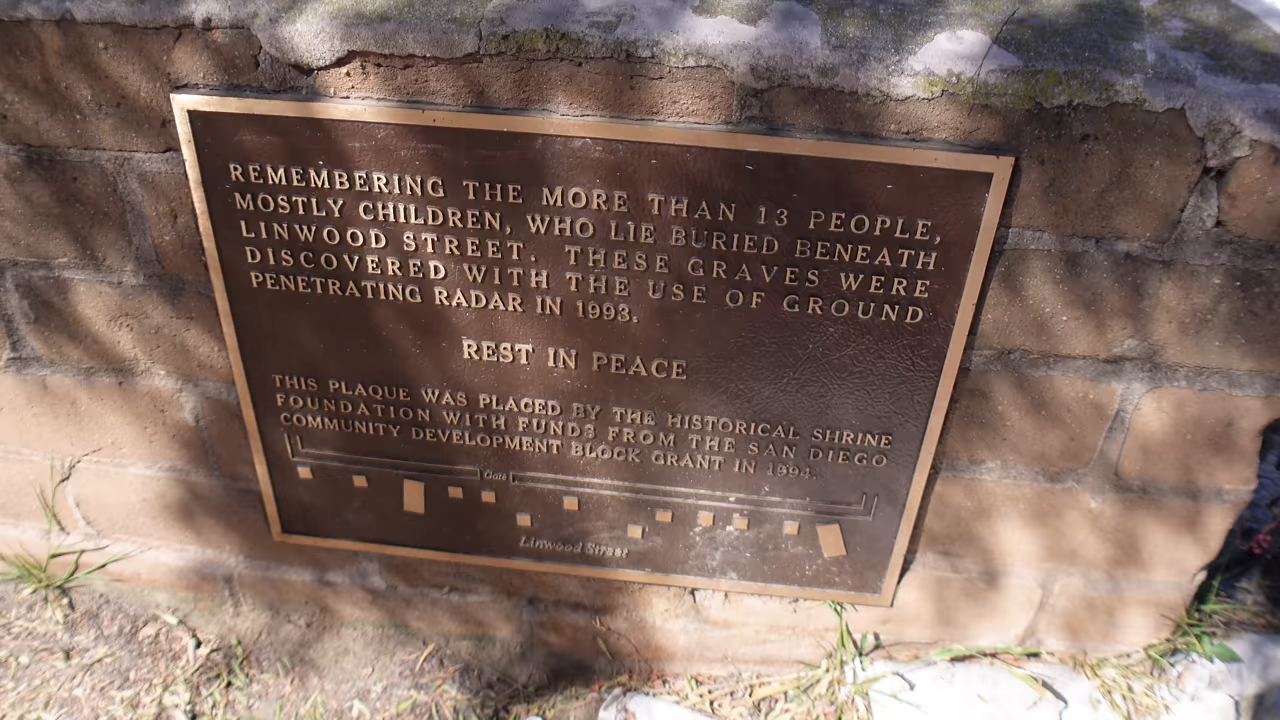 REMEMBERING THE MORE THAN 13 PEOPLE,
MOSTLY CHILDREN, WHO LIE BURIED BENEATH
LINWOOD STREET. THESE GRAVES WERE
DISCOVERED WITH THE USE OF GROUND
PENETRATING RADAR IN 1993.
REST IN PEACE
THIS PLAQUE WAS PLACED BY THE HISTORICAL SHRINE
FOUNDATION WITH FUNDS FROM THE SAN DIEGO
COMMUNITY DEVELOPMENT BLOCK GRANT IN 1994.
Gate
Linwood Street